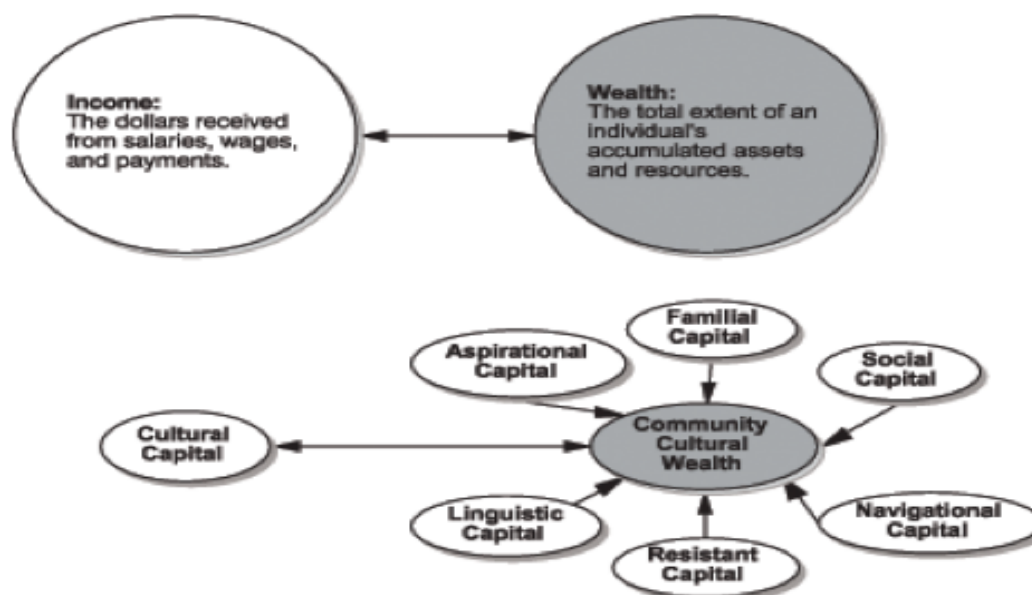 Income:
The dollars received
from salaries, wages,
and payments.
Wealth:
The total extent of an
individual's
accumulated assets
and resources.
Familial
Capital
Aspirational
Capital
Social
Capital
Cultural
Capital
Community
Cultural
Wealth
Linguistic
Capital
Navigational
Capital
Resistant
Capital